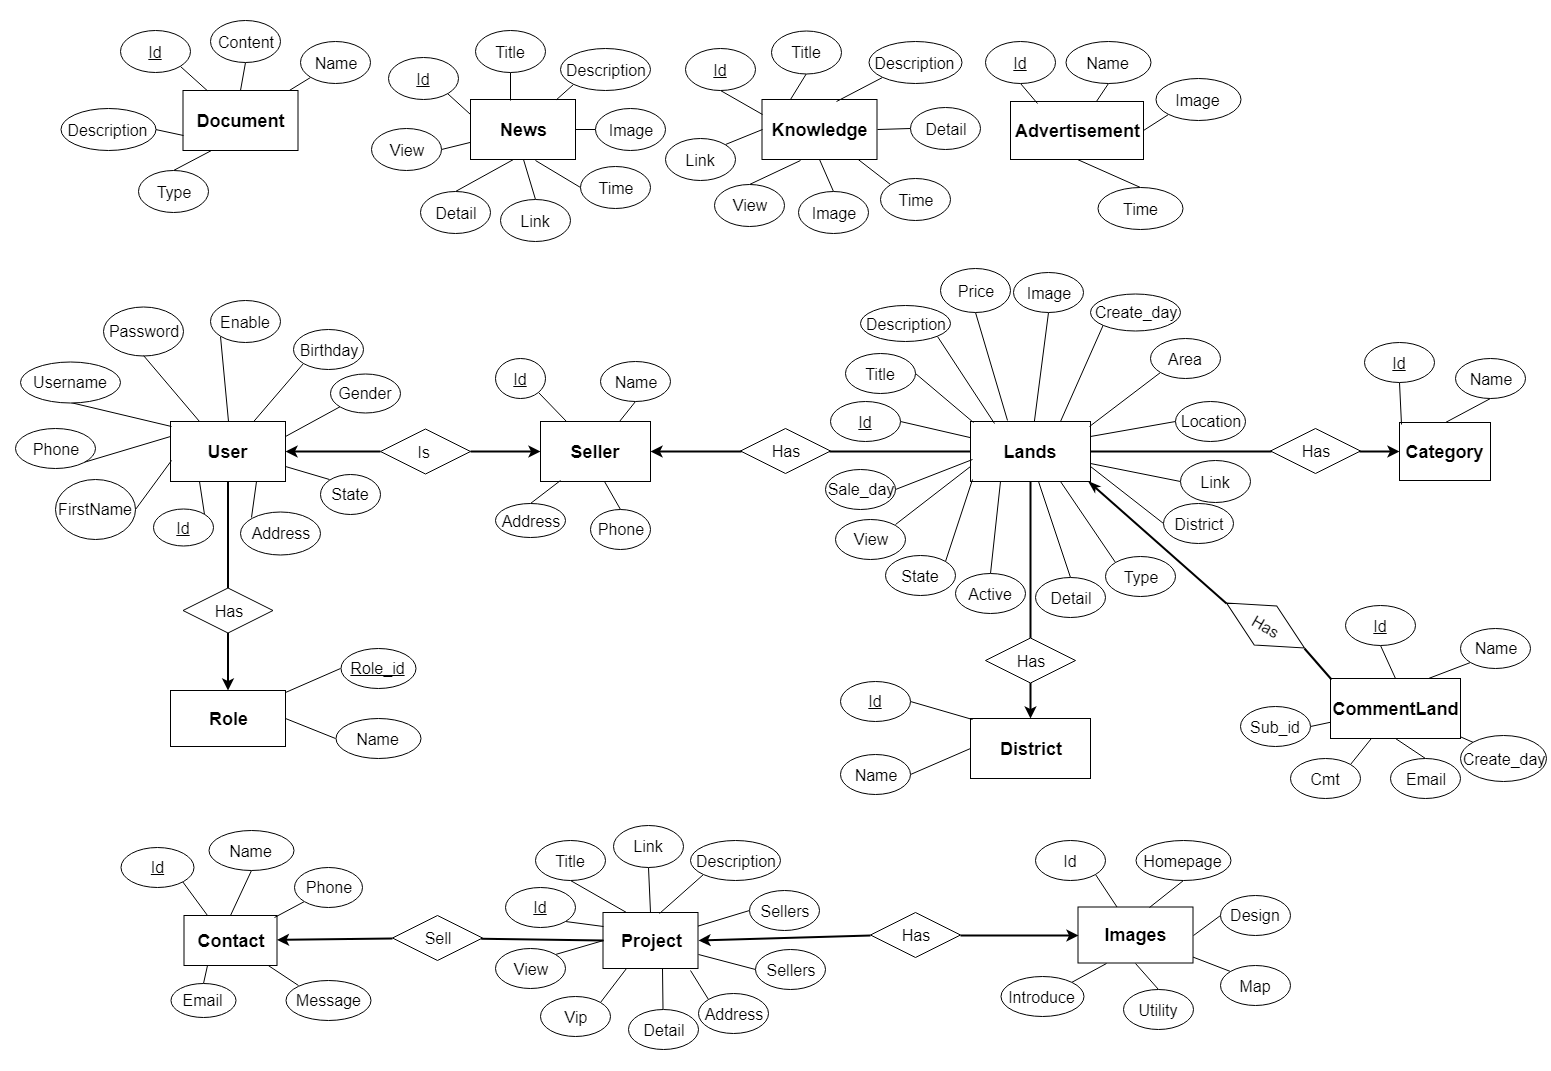 Id
Content
Name
Document
Description
Type
Title
Id
Description
News
Image
View
Time
Detail
Link
Title
Id
Description
Knowledge
Detail
Link
View
Image
Time
Id
Name
Image
Advertisement
Time
Password
Enable
Birthday
Username
Gender
Phone
User
FirstName
Id
Address
State
Is
Id
Name
Seller
Address
Phone
Has
Price
Image
Description
Create_day
Title
Area
Id
Location
Lands
Sale_day
Link
View
District
State
Active
Detail
Type
Has
Id
Name
Category
Has
Role_id
Role
Name
Has
Id
District
Name
Has
Id
Name
CommentLand
Sub_id
Cmt
Email
Create_day
Id
Name
Phone
Contact
Email
Message
Sell
Title
Link
Description
Id
Sellers
Project
View
Sellers
Vip
Detail
Address
Has
Id
Homepage
Design
Images
Introduce
Utility
Map